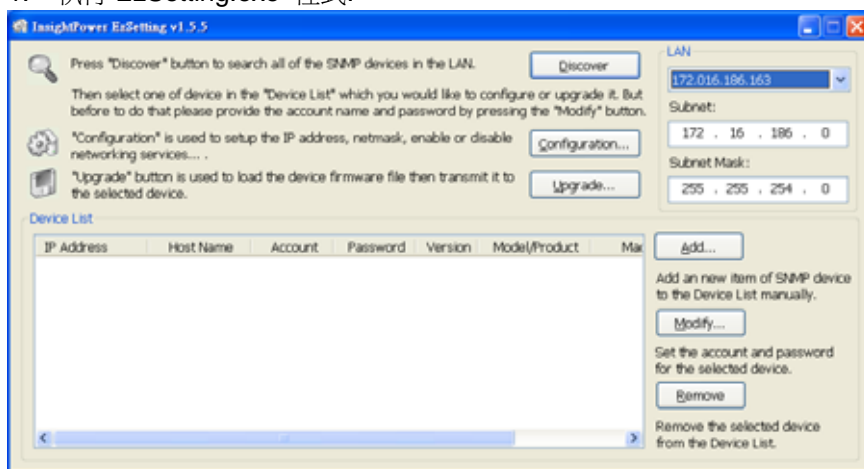 執行 EzSetting.exe 程式.
InsightPower EzSetting v1.5.5
Press "Discover" button to search all of the SNMP devices in the LAN.
Discover
Then select one of device in the "Device List" which you would like to configure or upgrade it. But
before to do that please provide the account name and password by pressing the "Modify" button.
"Configuration" is used to setup the IP address, netmask, enable or disable
networking services... .
Configuration...
"Upgrade" button is used to load the device firmware file then transmit it to
the selected device.
Upgrade...
LAN
172.016.186.163
Subnet:
172 . 16 . 186 . 0
Subnet Mask:
255 . 255 . 254 . 0
Device List
IP Address Host Name Account Password Version Model/Product Mac
Add...
Add an new item of SNMP device
to the Device List manually.
Modify...
Set the account and password
for the selected device.
Remove
Remove the selected device
from the Device List.